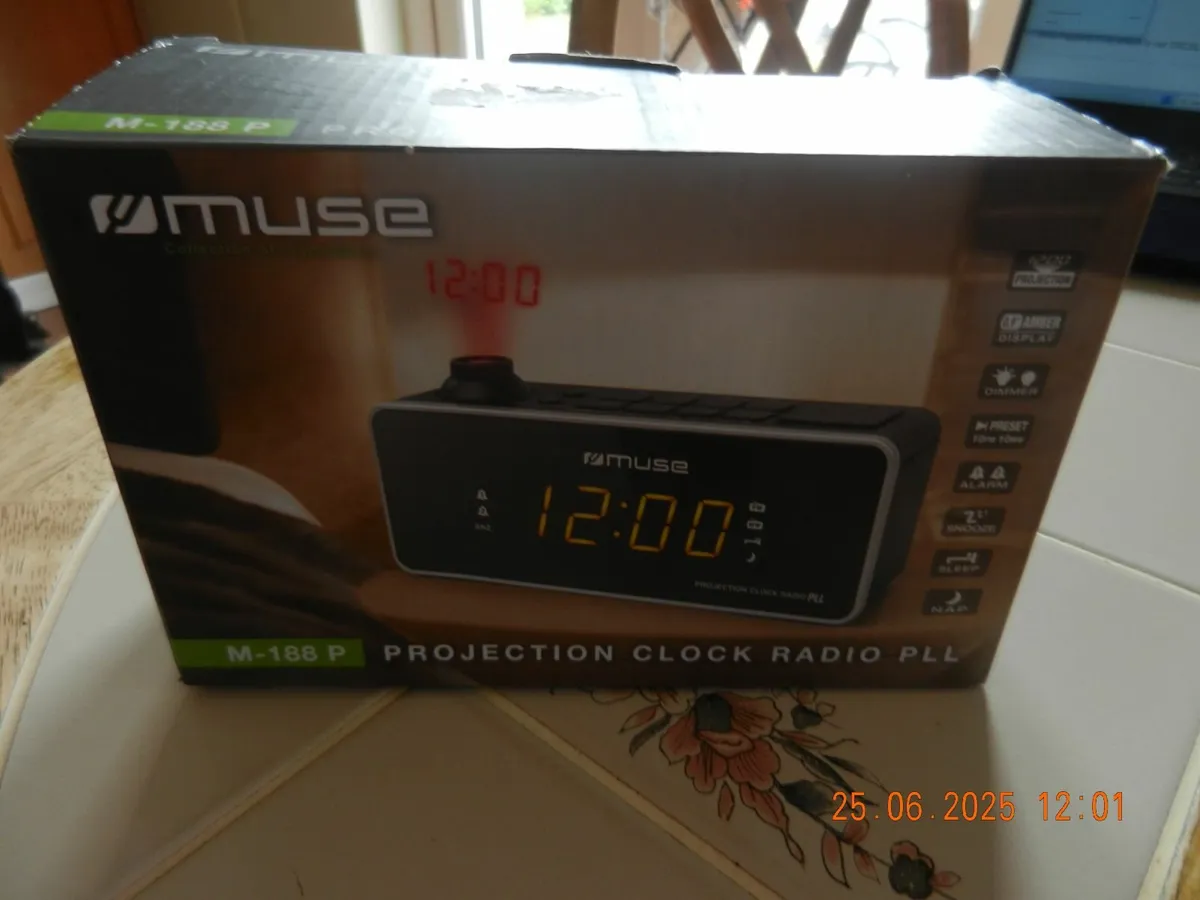 M-188 P
muse
12:00
PROJECTION
AMBER
DISPLAY
DIMMER
PRESET
ALARM
SNOOZE
SLEEP
NAP
muse
12:00
PROJECTION CLOCK RADIO PLL
M-188 P PROJECTION CLOCK RADIO PLL
25.06.2025 12:01